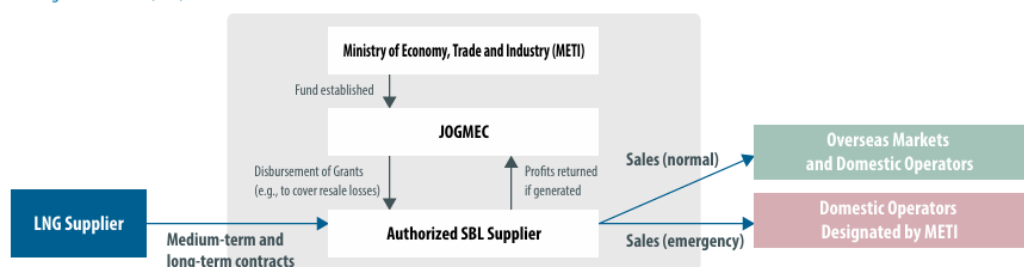 Ministry of Economy, Trade and Industry (METI)
Fund established
JOGMEC
Disbursement of Grants
(e.g., to cover resale losses)
Profits returned
if generated
Sales (normal)
Overseas Markets
and Domestic Operators
LNG Supplier
Medium-term and
long-term contracts
Authorized SBL Supplier
Sales (emergency)
Domestic Operators
Designated by METI